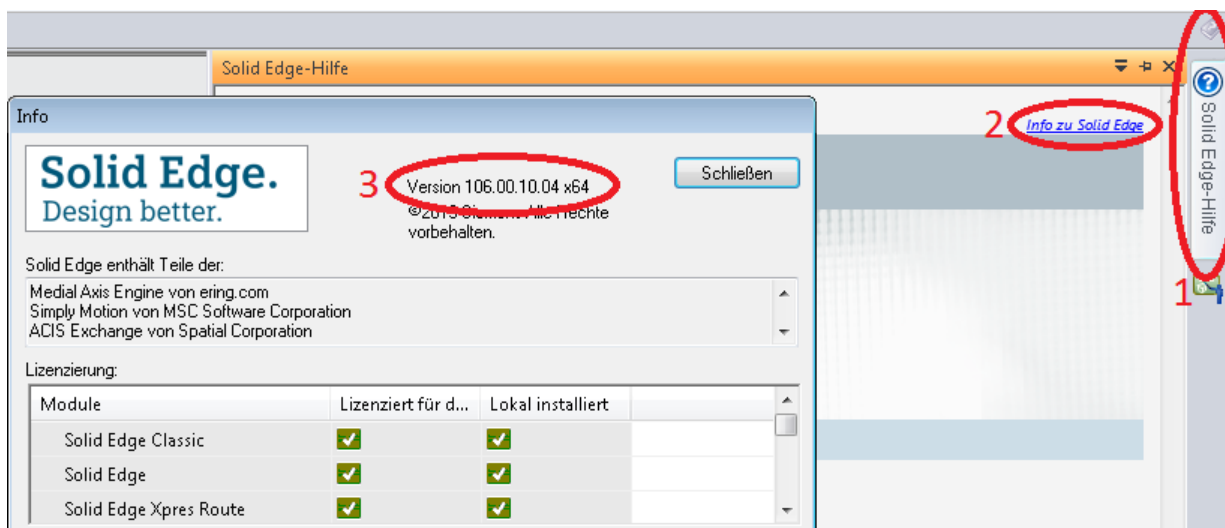 Solid Edge-Hilfe
Info
2 Info zu Solid Edge
Solid Edge-Hilfe
1
Solid Edge.
Design better.
3 Version 106.00.10.04 x64
Alle Rechte
vorbehalten.
Schließen
Solid Edge enthält Teile der:
Medial Axis Engine von ering.com
Simply Motion von MSC Software Corporation
ACIS Exchange von Spatial Corporation
Lizenzierung:
Module Lizenziert für d... Lokal installiert
Solid Edge Classic
Solid Edge
Solid Edge Xpres Route